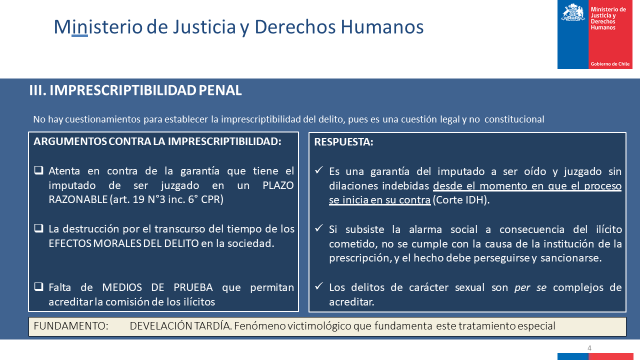 Ministerio de Justicia y Derechos Humanos
Ministerio de
Justicia y
Derechos
Humanos
Gobierno de Chile
III. IMPRESCRIPTIBILIDAD PENAL
No hay cuestionamientos para establecer la imprescriptibilidad del delito, pues es una cuestión legal y no constitucional
ARGUMENTOS CONTRA LA IMPRESCRIPTIBILIDAD:
Atenta en contra de la garantía que tiene el
imputado de ser juzgado en un PLAZO
RAZONABLE (art. 19 N°3 inc. 6° CPR)
La destrucción por el transcurso del tiempo de los
EFECTOS MORALES DEL DELITO en la sociedad.
Falta de MEDIOS DE PRUEBA que permitan
acreditar la comisión de los ilícitos
RESPUESTA:
Es una garantía del imputado a ser oído y juzgado sin
dilaciones indebidas desde el momento en que el proceso
se inicia en su contra (Corte IDH).
Si subsiste la alarma social a consecuencia del ilícito
cometido, no se cumple con la causa de la institución de la
prescripción, y el hecho debe perseguirse y sancionarse.
Los delitos de carácter sexual son per se complejos de
acreditar.
FUNDAMENTO: DEVELACIÓN TARDÍA. Fenómeno victimológico que fundamenta este tratamiento especial
4